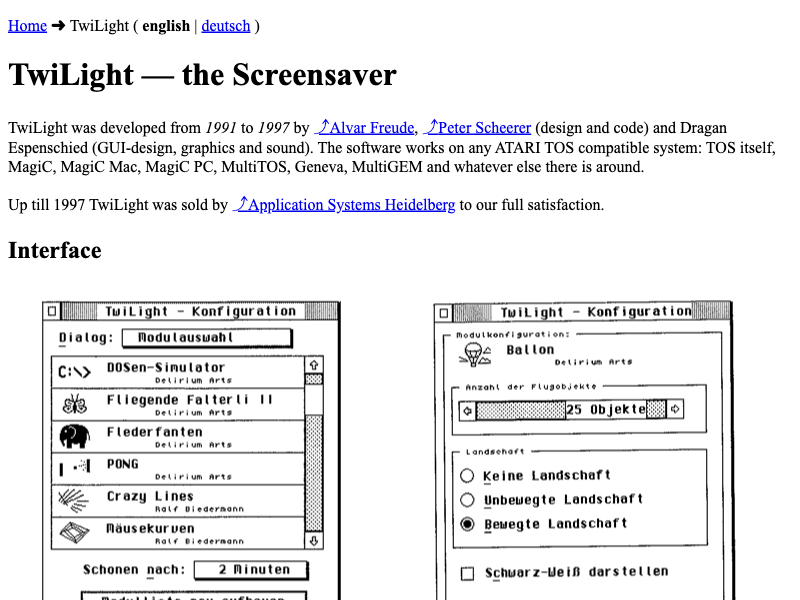 Home ➜ TwiLight ( english | deutsch )
TwiLight — the Screensaver
TwiLight was developed from 1991 to 1997 by ⤴Alvar Freude, ⤴Peter Scheerer (design and code) and Dragan
Espenschied (GUI-design, graphics and sound). The software works on any ATARI TOS compatible system: TOS itself,
MagiC, MagiC Mac, MagiC PC, MultiTOS, Geneva, MultiGEM and whatever else there is around.
Up till 1997 TwiLight was sold by ⤴Application Systems Heidelberg to our full satisfaction.
Interface
TwiLight - Konfiguration
Dialog: Modulauswahl
C:\> DOSen-Simulator
Delirium Arts
Fliegende Falterli II
Delirium Arts
Flederfanten
Delirium Arts
PONG
Delirium Arts
Crazy Lines
Ralf Biedermann
Mäusekurven
Ralf Biedermann
Schonen nach: 2 Minuten
Modulliste neu aufbauen
TwiLight - Konfiguration
Modulkonfiguration:
Ballon
Delirium Arts
Anzahl der Flugobjekte
25 Objekte
Landschaft
Keine Landschaft
Unbewegte Landschaft
Bewegte Landschaft
Schwarz-Weiß darstellen